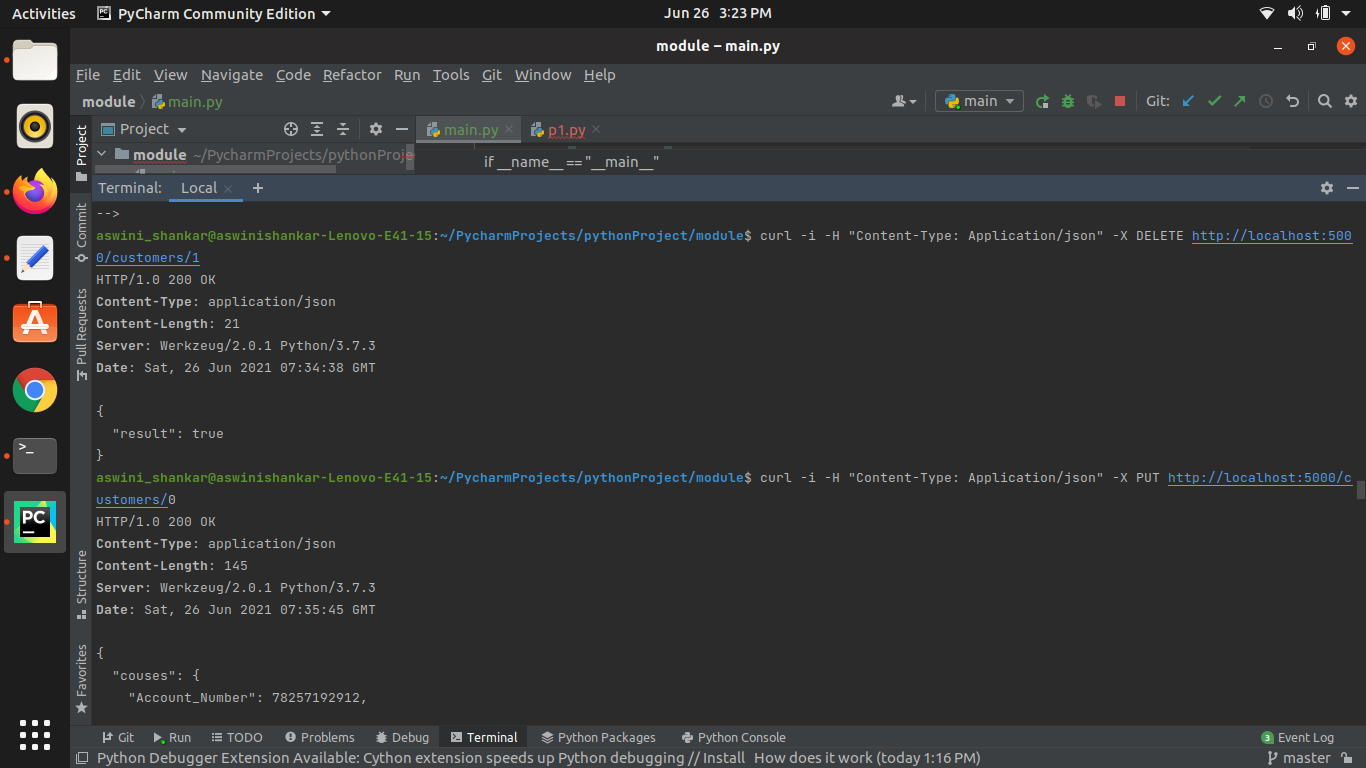 Activities PyCharm Community Edition Jun 26 3:23 PM
module – main.py
File Edit View Navigate Code Refactor Run Tools Git Window Help
module main.py main Git:
Project Project main.py p1.py
module ~/PycharmProjects/pythonProje
if __name__ == "__main__"
Terminal: Local
-->
aswini_shankar@aswinishankar-Lenovo-E41-15:~/PycharmProjects/pythonProject/module$ curl -i -H "Content-Type: Application/json" -X DELETE http://localhost:500
0/customers/1
HTTP/1.0 200 OK
Content-Type: application/json
Content-Length: 21
Server: Werkzeug/2.0.1 Python/3.7.3
Date: Sat, 26 Jun 2021 07:34:38 GMT
{
"result": true
}
aswini_shankar@aswinishankar-Lenovo-E41-15:~/PycharmProjects/pythonProject/module$ curl -i -H "Content-Type: Application/json" -X PUT http://localhost:5000/c
ustomers/0
HTTP/1.0 200 OK
Content-Type: application/json
Content-Length: 145
Server: Werkzeug/2.0.1 Python/3.7.3
Date: Sat, 26 Jun 2021 07:35:45 GMT
{
"couses": {
"Account_Number": 78257192912,
Commit
Pull Requests
Structure
Favorites
PC
Git Run TODO Problems Debug Terminal Python Packages Python Console 3 Event Log
Python Debugger Extension Available: Cython extension speeds up Python debugging // Install How does it work (today 1:16 PM) master